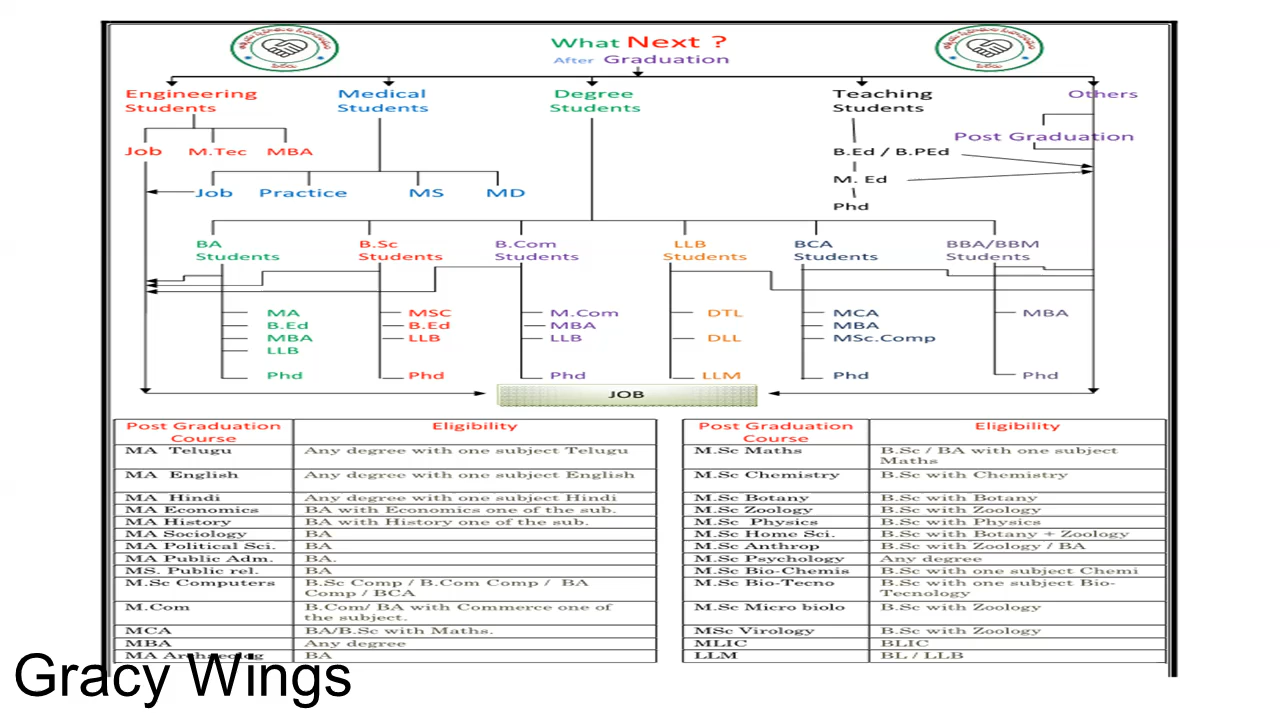 What Next ?
After Graduation
Engineering Students
Medical Students
Degree Students
Teaching Students
Others
Post Graduation
Job M.Tec MBA
B.Ed / B.PEd
M. Ed
Phd
Job Practice MS MD
BA Students
B.Sc Students
B.Com Students
LLB Students
BCA Students
BBA/BBM Students
MA MSC M.Com DTL MCA MBA
B.Ed B.Ed MBA MBA
MBA LLB LLB DLL MSc.Comp
LLB
Phd Phd Phd LLM Phd Phd
JOB
Post Graduation Course Eligibility
MA Telugu Any degree with one subject Telugu
MA English Any degree with one subject English
MA Hindi Any degree with one subject Hindi
MA Economics BA with Economics one of the sub.
MA History BA with History one of the sub.
MA Sociology BA
MA Political Sci. BA
MA Public Adm. BA.
MS. Public rel. BA
M.Sc Computers B.Sc Comp / B.Com Comp / BA
Comp / BCA
M.Com B.Com/ BA with Commerce one of
the subject.
MCA BA/B.Sc with Maths.
MBA Any degree
MA Archaeolog BA
Post Graduation Course Eligibility
M.Sc Maths B.Sc / BA with one subject
Maths
M.Sc Chemistry B.Sc with Chemistry
M.Sc Botany B.Sc with Botany
M.Sc Zoology B.Sc with Zoology
M.Sc Physics B.Sc with Physics
M.Sc Home Sci. B.Sc with Botany + Zoology
M.Sc Anthrop B.Sc with Zoology / BA
M.Sc Psychology Any degree
M.Sc Bio-Chemis B.Sc with one subject Chemi
M.Sc Bio-Tecno B.Sc with one subject Bio-
Tecnology
M.Sc Micro biolo B.Sc with Zoology
MSc Virology B.Sc with Zoology
MLIC BLIC
LLM BL / LLB
Gracy Wings